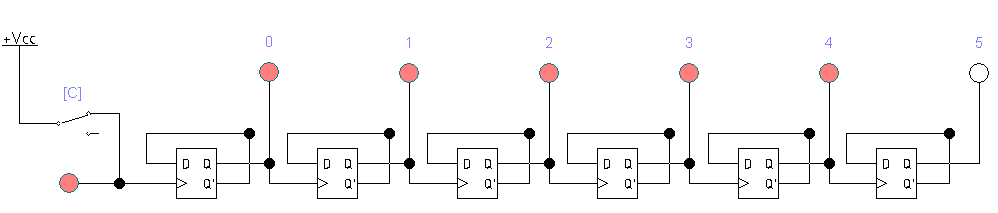 +Vcc
0 1 2 3 4 5
[C]
D Q D Q D Q D Q D Q D Q
Q' Q' Q' Q' Q' Q'